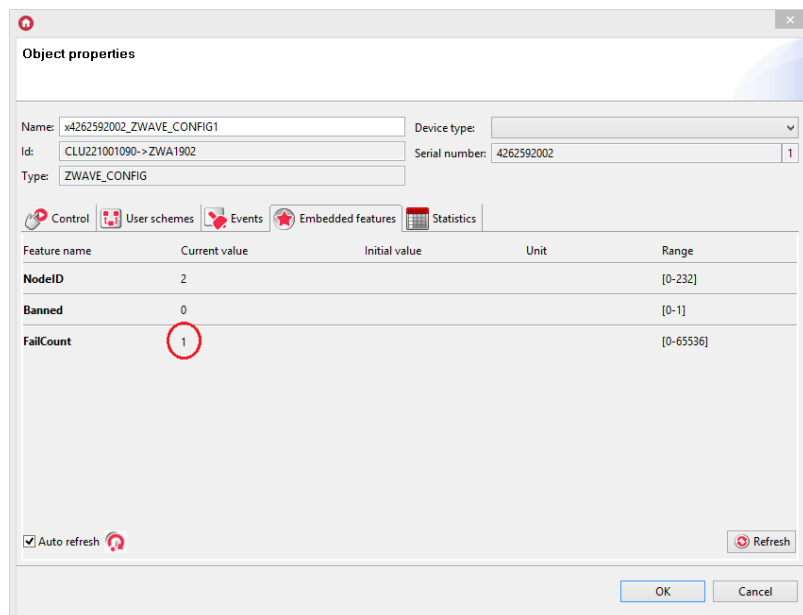 Object properties
Name: x4262592002_ZWAVE_CONFIG1 Device type:
Id: CLU221001090->ZWA1902 Serial number: 4262592002 1
Type: ZWAVE_CONFIG
Control User schemes Events Embedded features Statistics
Feature name Current value Initial value Unit Range
NodeID 2 [0-232]
Banned 0 [0-1]
FailCount 1 [0-65536]
Auto refresh Refresh
OK Cancel